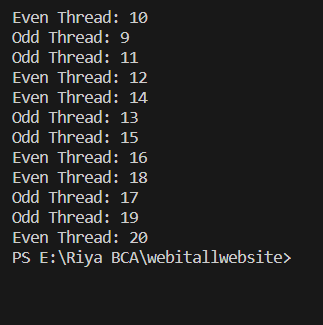 Even Thread: 10
Odd Thread: 9
Odd Thread: 11
Even Thread: 12
Even Thread: 14
Odd Thread: 13
Odd Thread: 15
Even Thread: 16
Even Thread: 18
Odd Thread: 17
Odd Thread: 19
Even Thread: 20
PS E:\Riya BCA\webitallwebsite>